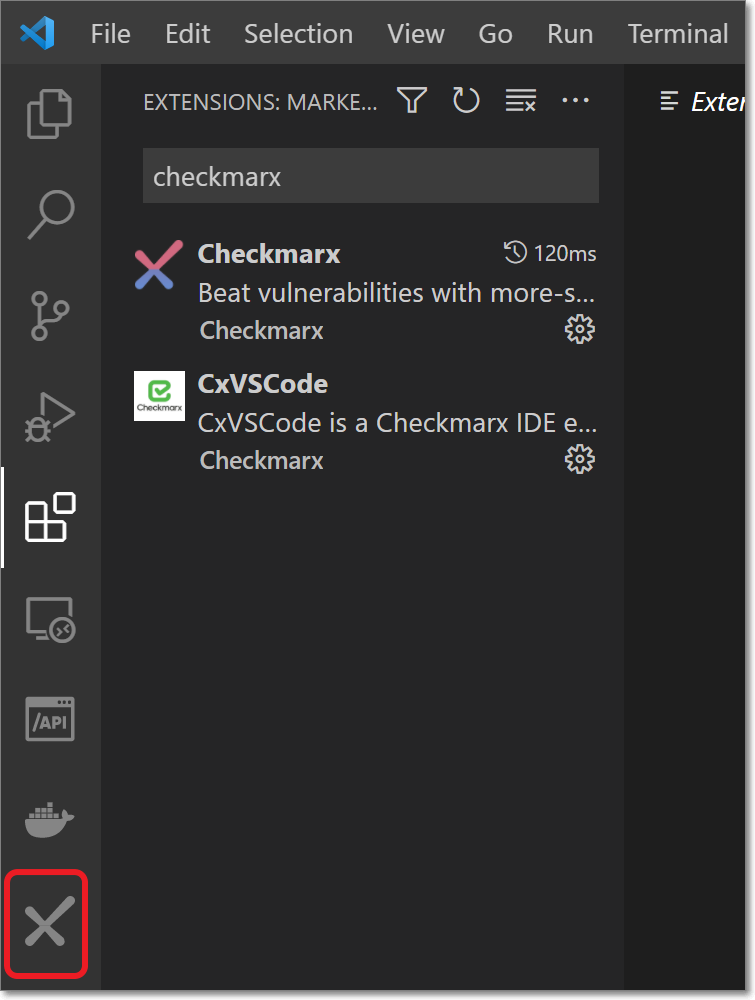 File Edit Selection View Go Run Terminal
EXTENSIONS: MARKE...
Exter
checkmarx
Checkmarx 120ms
Beat vulnerabilities with more-s...
Checkmarx
CxVSCode
Checkmarx
CxVSCode is a Checkmarx IDE e...
Checkmarx
/API